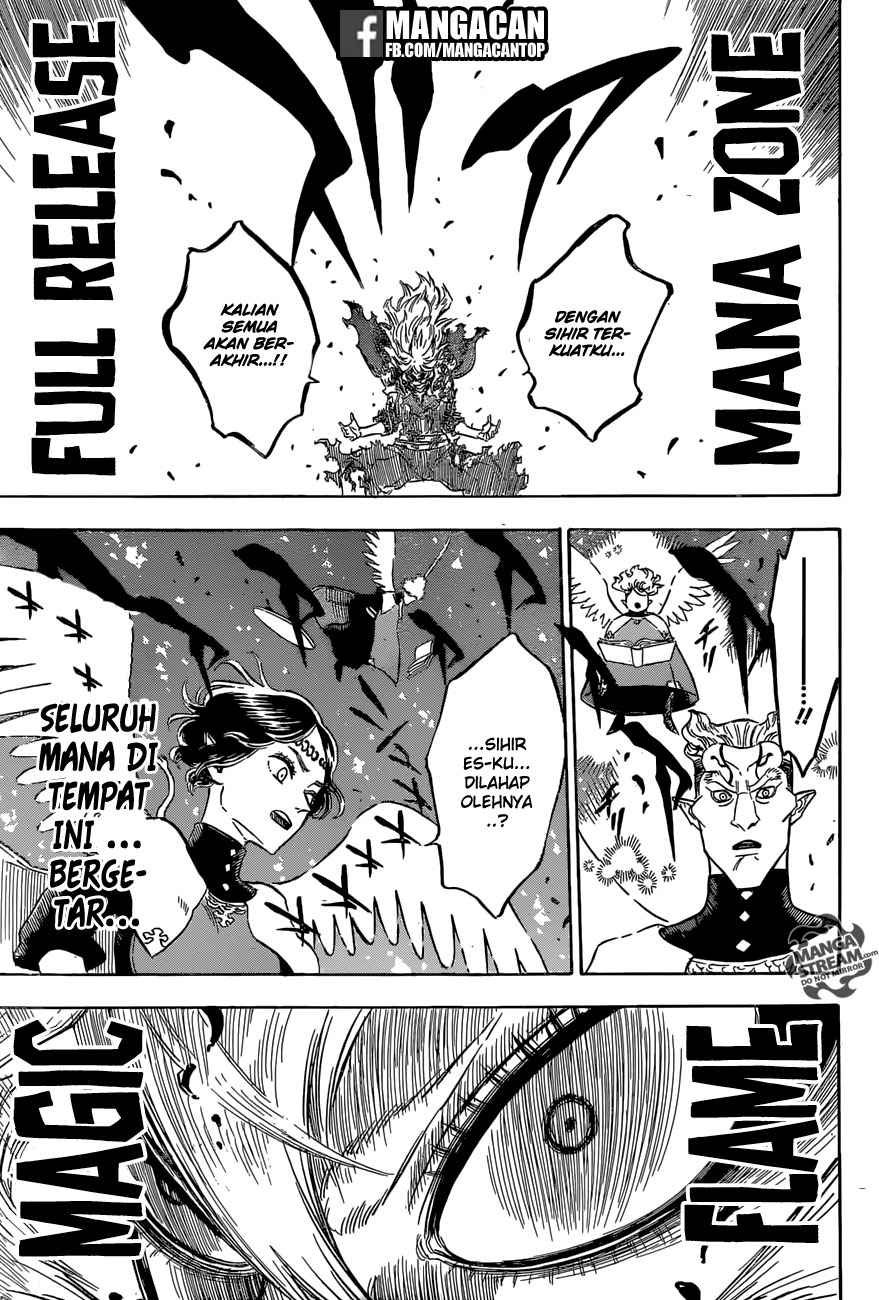 MANGACAN
FB.COM/MANGACANTOP
MANA ZONE
FULL RELEASE
DENGAN
SIHIR TER-
KUATKU...
KALIAN
SEMUA
AKAN BER-
AKHIR...!!
...!!
...SIHIR
ES-KU...
DILAHAP
OLEHNYA
..?
SELURUH
MANA DI
TEMPAT
INI ...
BERGE-
TAR...
MANGA
STREAM.com
DO NOT MIRROR
FLAME
MAGIC